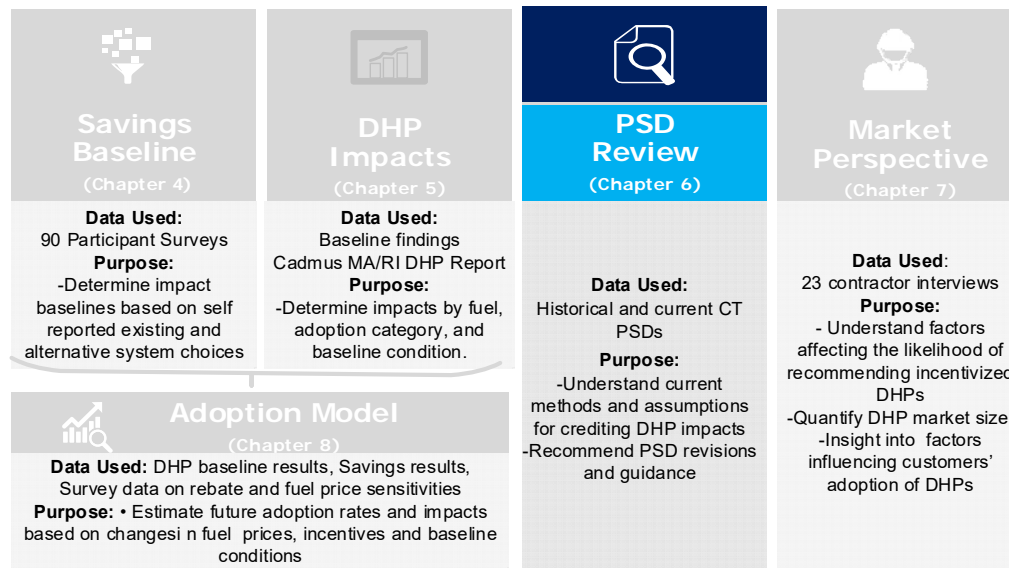 Savings
Baseline
(Chapter 4)
Data Used:
90 Participant Surveys
Purpose:
-Determine impact
baselines based on self
reported existing and
alternative system choices
DHP
Impacts
(Chapter 5)
Data Used:
Baseline findings
Cadmus MA/RI DHP Report
Purpose:
-Determine impacts by fuel,
adoption category, and
baseline condition.
Adoption Model
(Chapter 8)
Data Used: DHP baseline results, Savings results,
Survey data on rebate and fuel price sensitivities
Purpose: • Estimate future adoption rates and impacts
based on changesi n fuel prices, incentives and baseline
conditions
PSD
Review
(Chapter 6)
Data Used:
Historical and current CT
PSDs
Purpose:
-Understand current
methods and assumptions
for crediting DHP impacts
-Recommend PSD revisions
and guidance
Market
Perspective
(Chapter 7)
Data Used:
23 contractor interviews
Purpose:
- Understand factors
affecting the likelihood of
recommending incentivized
DHPs
-Quantify DHP market size
-Insight into factors
influencing customers’
adoption of DHPs